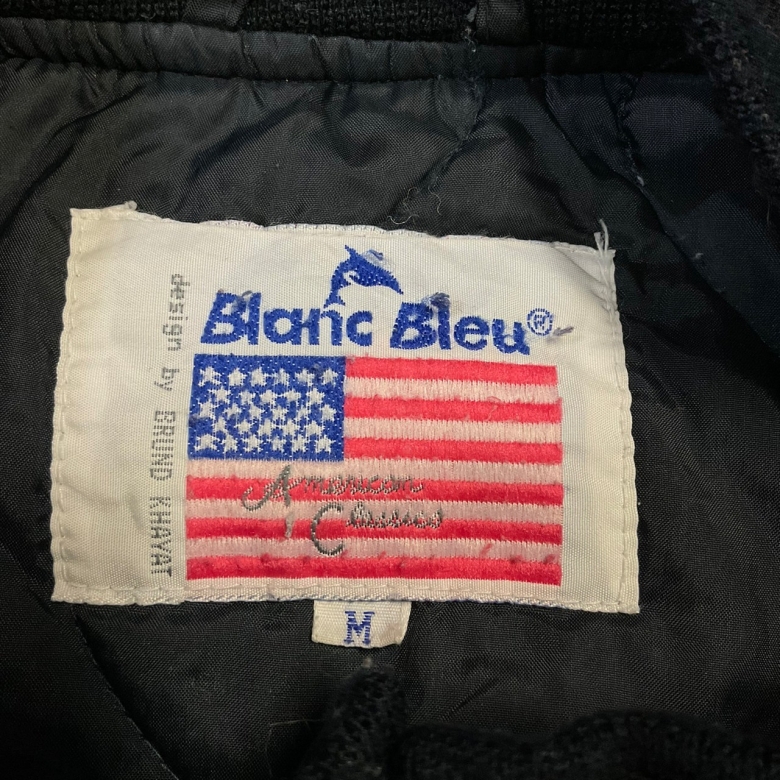 Blanc Bleu®
design by BRUNO KHAYAT
American
Classics
M